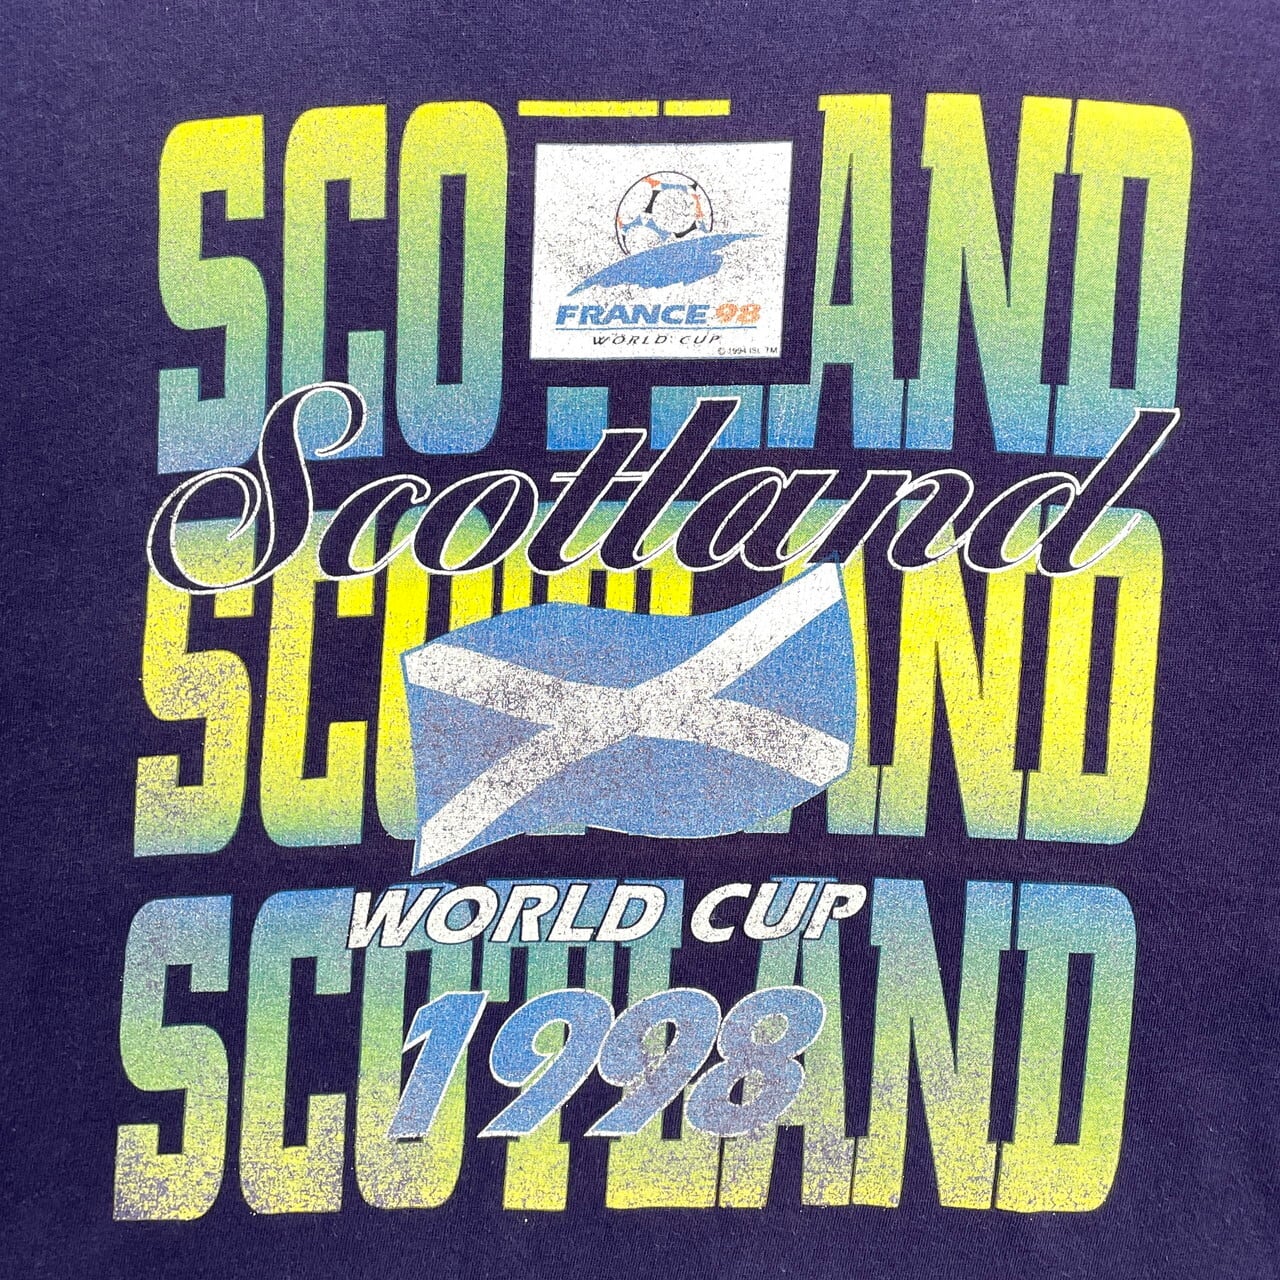 SCOTLAND
FRANCE 98
WORLD CUP
© 1994 ISL TM
Scotland
SCOTLAND
WORLD CUP
SCOTLAND
1998